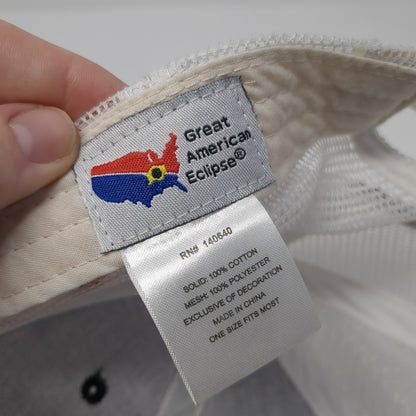 Great
American
Eclipse®
RN# 140640
SOLID: 100% COTTON
MESH: 100% POLYESTER
EXCLUSIVE OF DECORATION
MADE IN CHINA
ONE SIZE FITS MOST